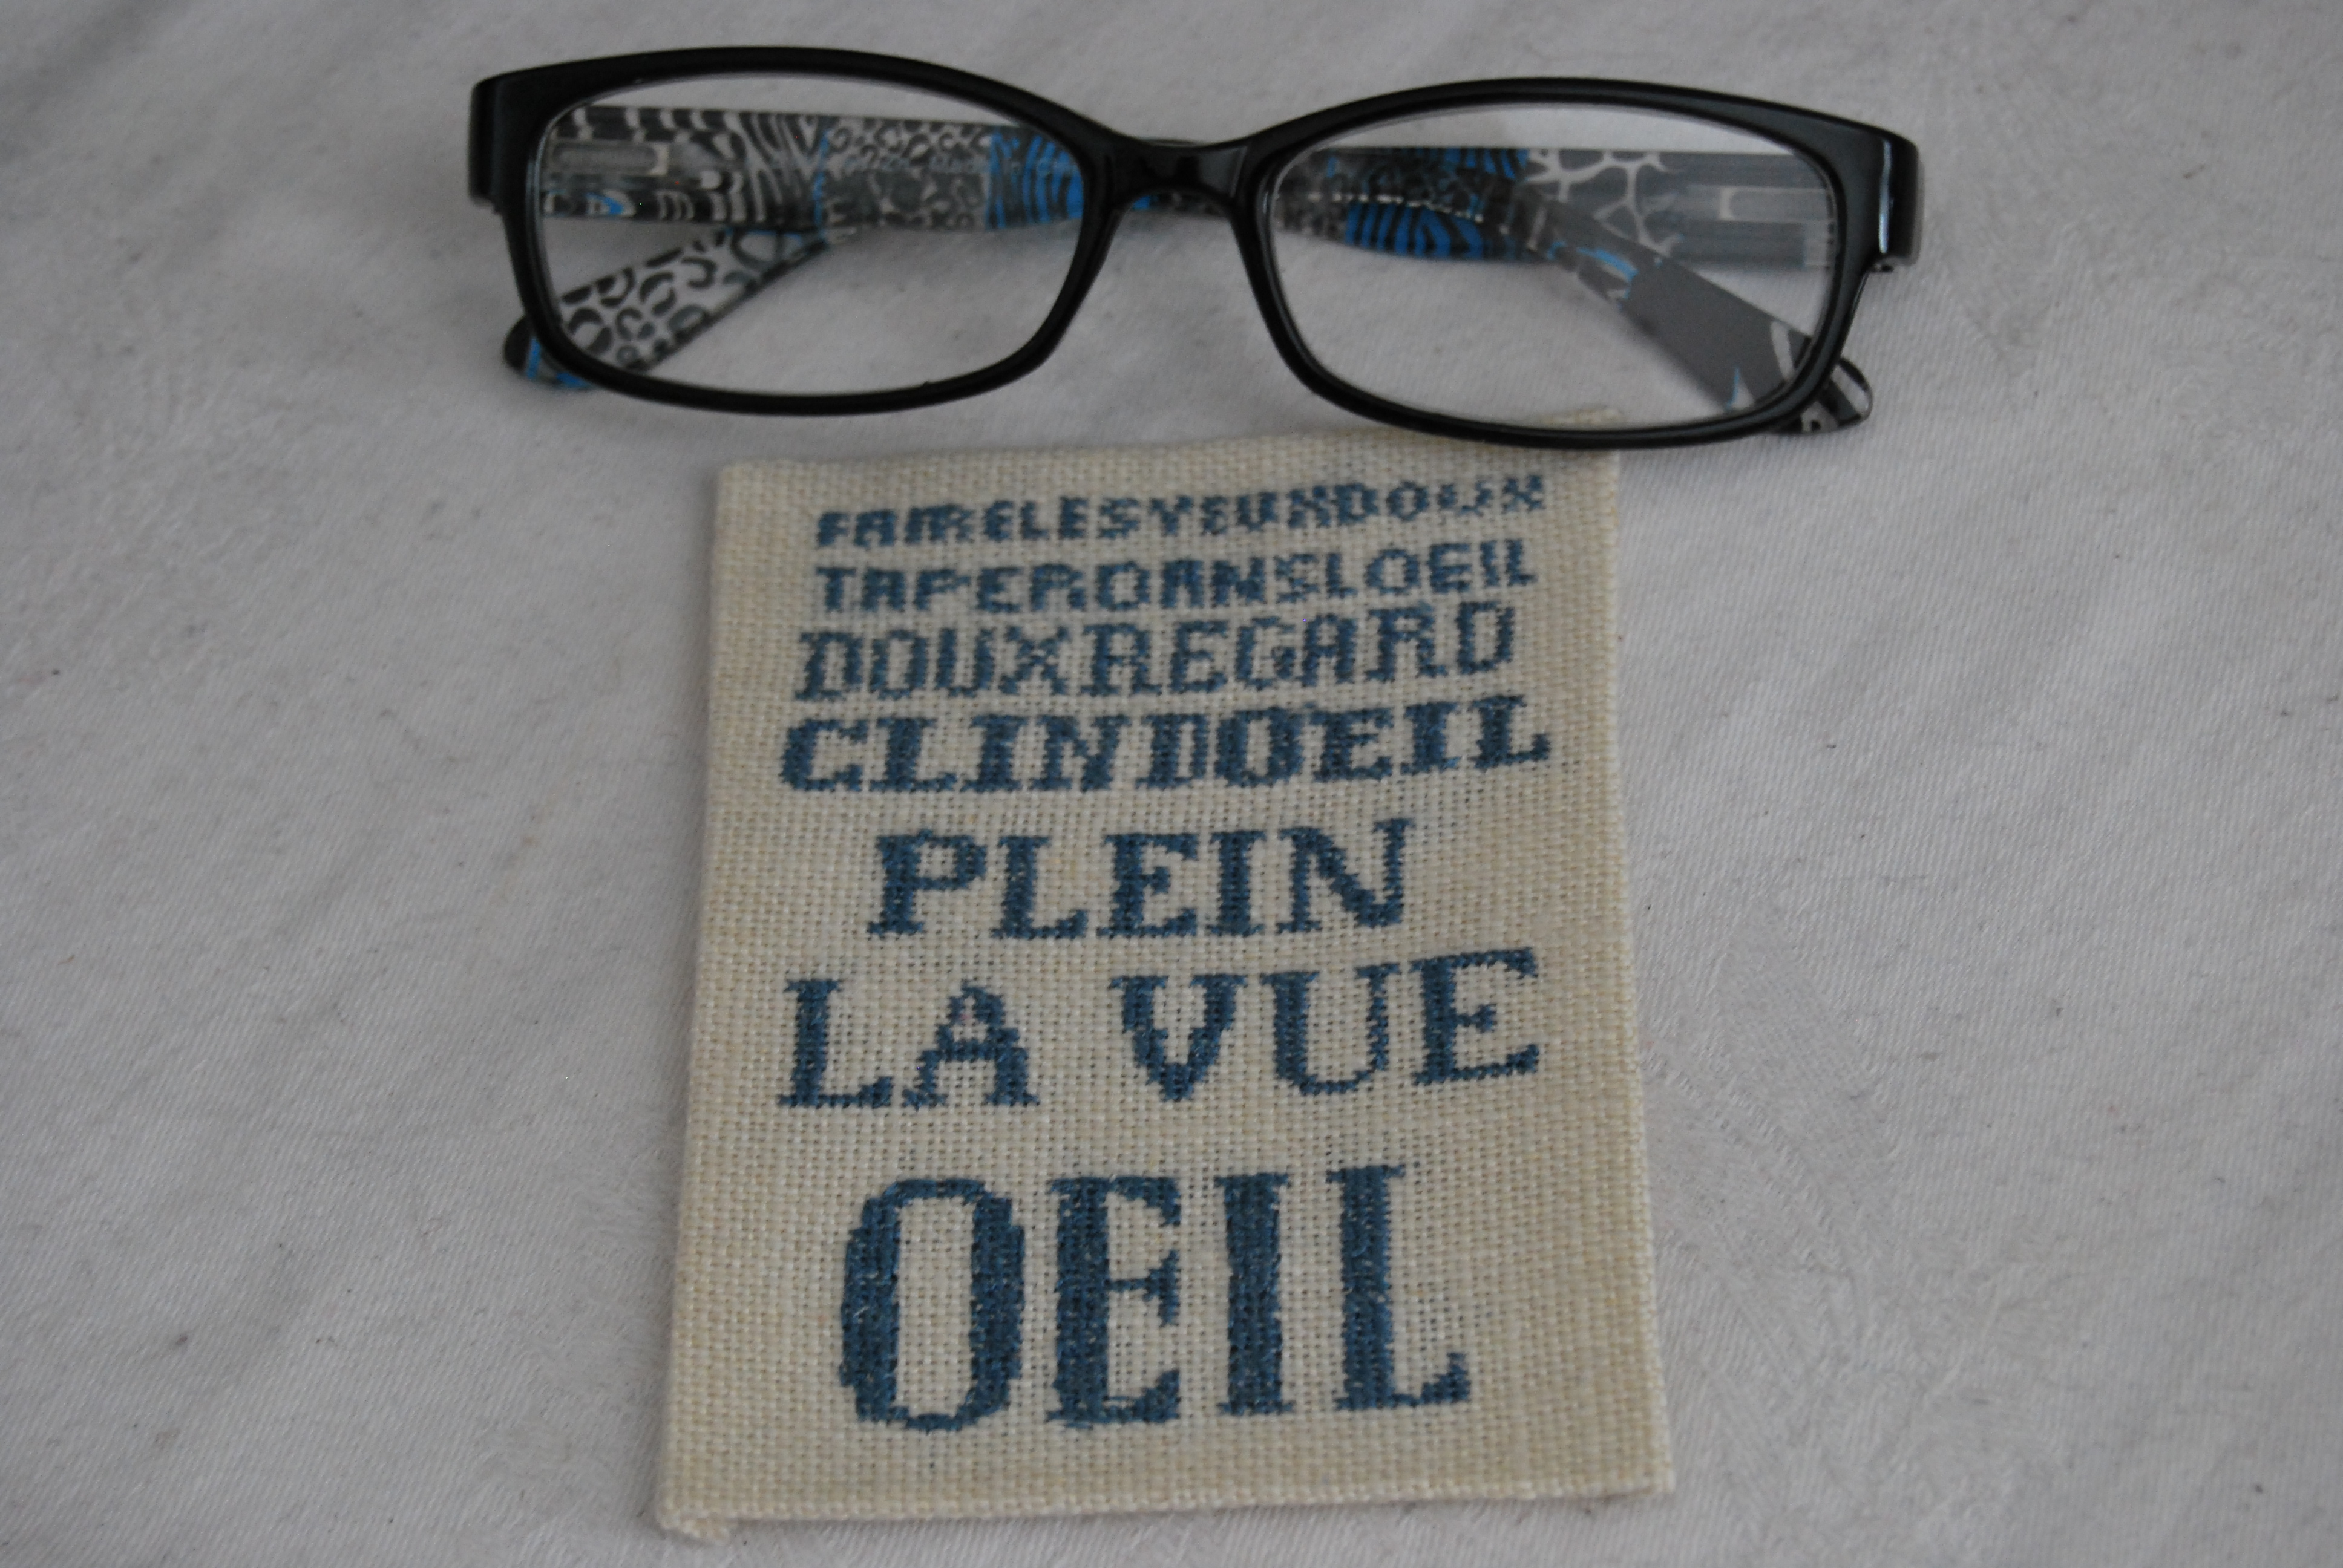 FAIRELESYEUXDOUX
TAPERDANSLOEIL
DOUXREGARD
CLINDOEIL
PLEIN
LA VUE
OEIL